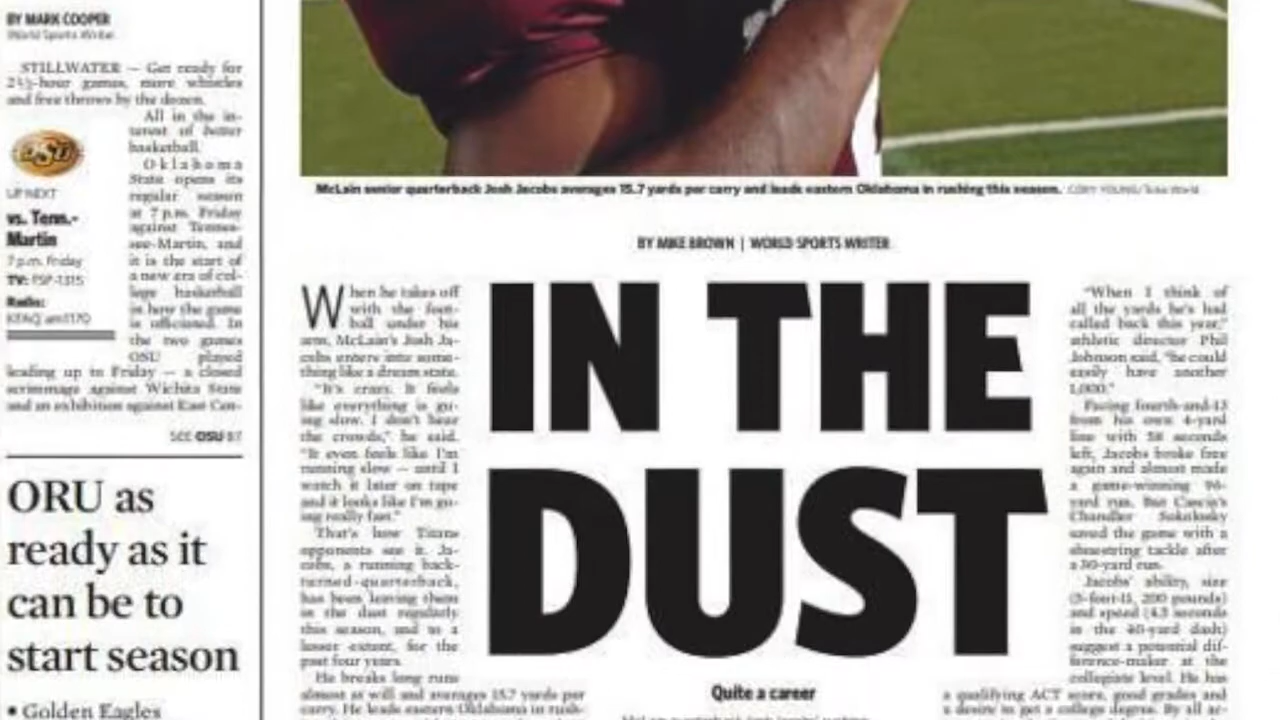 BY MARK COOPER
World Sports Writer
STILLWATER — Get ready for
2½-hour games, more whistles
and free throws by the dozen.
All in the in-
terest of better
basketball.
Oklahoma
State opens its
regular season
at 7 p.m. Friday
against Tennes-
see-Martin, and
it is the start of
a new era of col-
lege basketball
in how the game
is officiated. In
the two games
OSU played
leading up to Friday — a closed
scrimmage against Wichita State
and an exhibition against East Cen-
SEE OSU B7
OSU
UP NEXT
vs. Tenn.-
Martin
7 p.m. Friday
TV: FSP-1315
Radio:
KFAQ am1170
ORU as
ready as it
can be to
start season
• Golden Eagles
McLain senior quarterback Josh Jacobs averages 15.7 yards per carry and leads eastern Oklahoma in rushing this season. CORY YOUNG/Tulsa World
BY MIKE BROWN | WORLD SPORTS WRITER
IN THE
DUST
When he takes off
with the foot-
ball under his
arm, McLain's Josh Ja-
cobs enters into some-
thing like a dream state.
"It's crazy. It feels
like everything is go-
ing slow. I don't hear
the crowds," he said.
"It even feels like I'm
running slow — until I
watch it later on tape
and it looks like I'm go-
ing really fast."
That's how Titans
opponents see it. Ja-
cobs, a running back-
turned-quarterback,
has been leaving them
in the dust regularly
this season, and to a
lesser extent, for the
past four years.
He breaks long runs
almost as will and averages 15.7 yards per
carry. He leads eastern Oklahoma in rush-
Quite a career
"When I think of
all the yards he's had
called back this year,"
athletic director Phil
Johnson said, "he could
easily have another
1,000."
Facing fourth-and-13
from his own 4-yard
line with 58 seconds
left, Jacobs broke free
again and almost made
a game-winning 96-
yard run. But Cascia's
Chandler Sokolosky
saved the game with a
shoestring tackle after
a 30-yard run.
Jacobs' ability, size
(5-foot-11, 200 pounds)
and speed (4.5 seconds
in the 40-yard dash)
suggest a potential dif-
ference-maker at the
collegiate level. He has
a qualifying ACT score, good grades and
a desire to get a college degree. By all ac-